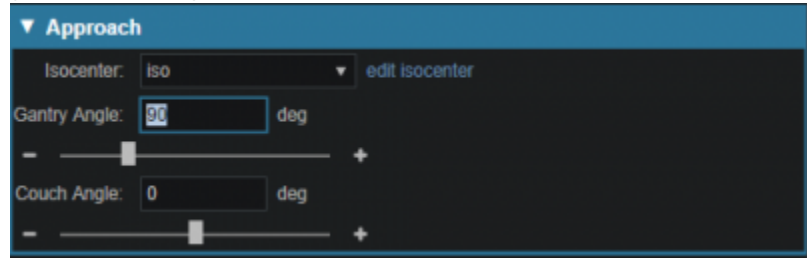 ▼ Approach
Isocenter: iso ▼ edit isocenter
Gantry Angle: 90 deg
- +
Couch Angle: 0 deg
- +